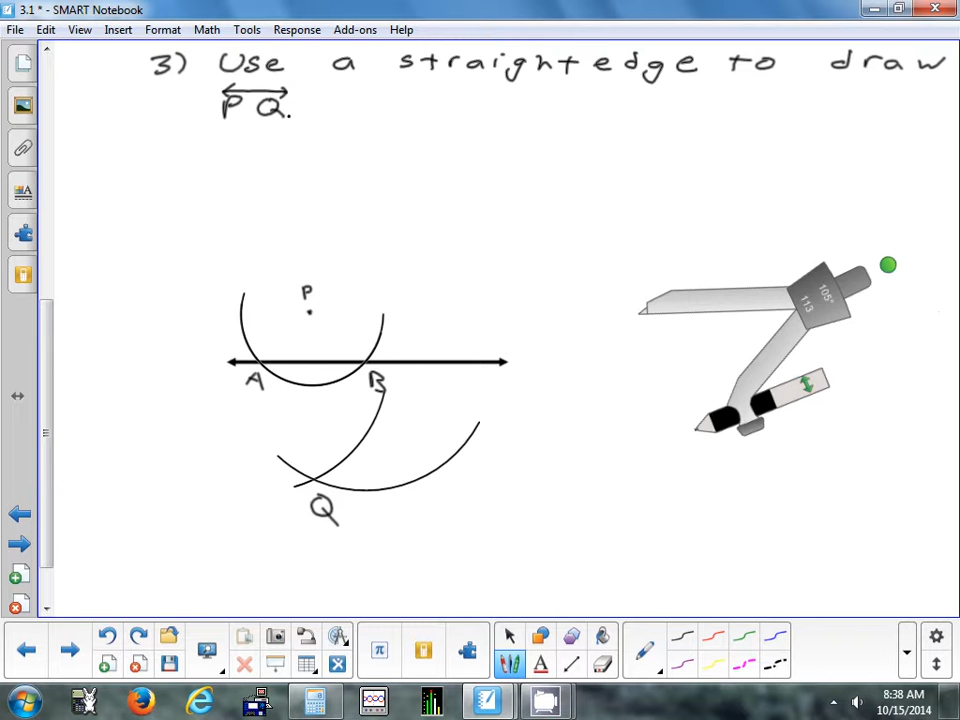 3.1 * - SMART Notebook
File Edit View Insert Format Math Tools Response Add-ons Help
3) Use a straightedge to draw
PQ.
P
A B
Q
105°
113
π
A
8:38 AM
10/15/2014